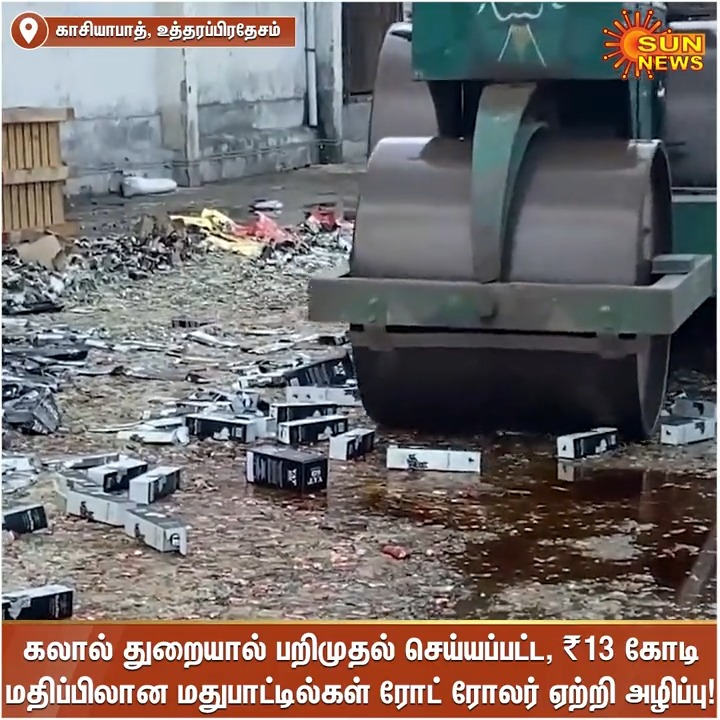 காசியாபாத், உத்தரப்பிரதேசம்
SUN
NEWS
கலால் துறையால் பறிமுதல் செய்யப்பட்ட, ₹13 கோடி
மதிப்பிலான மதுபாட்டில்கள் ரோட் ரோலர் ஏற்றி அழிப்பு!